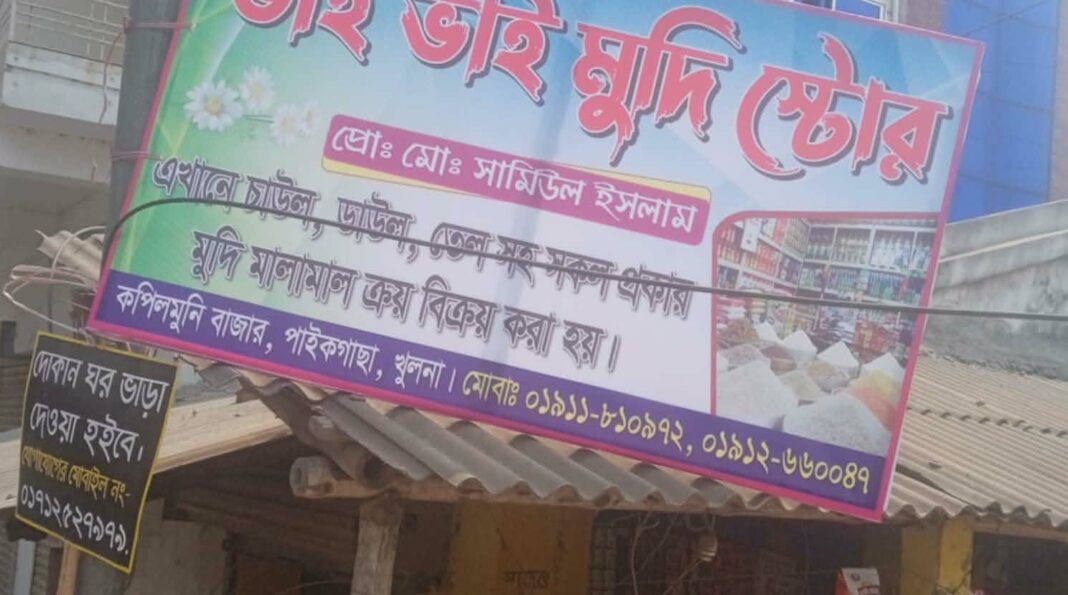 ভাই ভাই মুদি স্টোর
প্রোঃ মোঃ সামিউল ইসলাম
এখানে চাউল, ডাউল, তেল সহ সকল প্রকার
মুদি মালামাল ক্রয় বিক্রয় করা হয়।
কপিলমুনি বাজার, পাইকগাছা, খুলনা। মোবাঃ ০১৯১১-৮১০৯৭২, ০১৯১২-৬৬০০৪৭
দোকান ঘর ভাড়া
দেওয়া হইবে।
যোগাযোগের মোবাইল নং-
০১৭১২৫২৭৯৭৯.